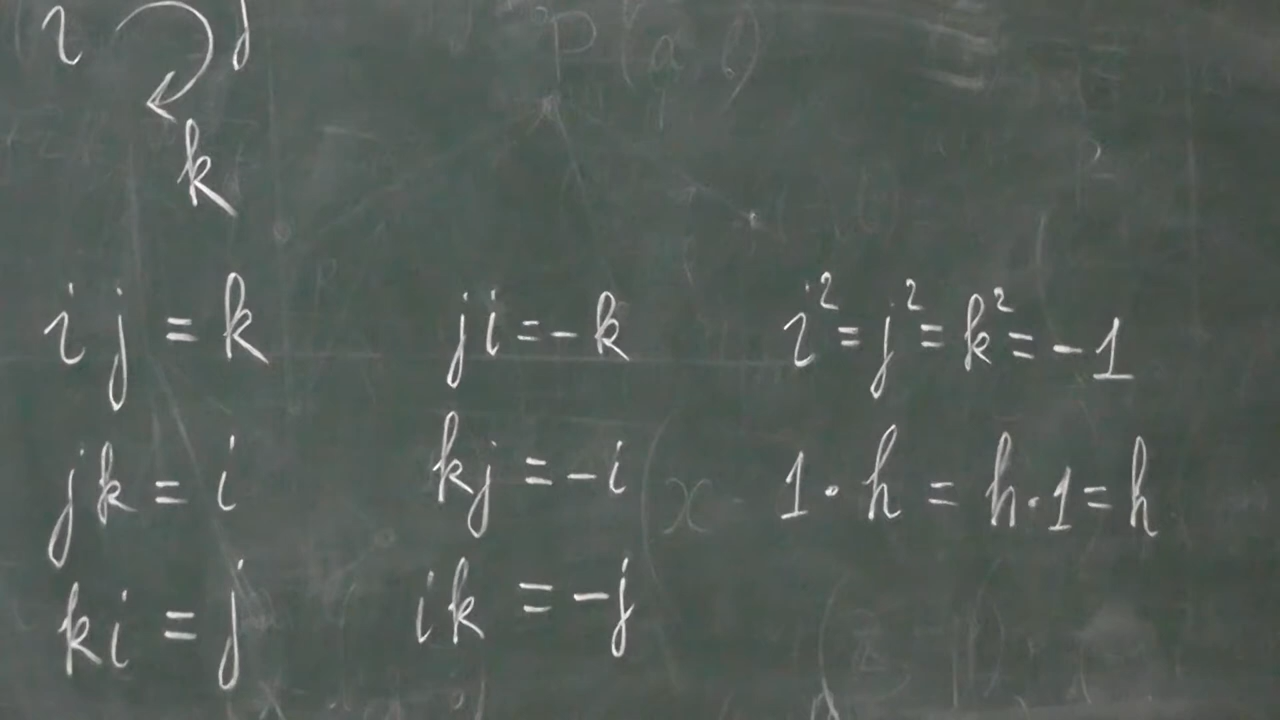 i j
k
ij = k ji = -k i² = j² = k² = -1
jk = i kj = -i 1 · h = h · 1 = h
ki = j ik = -j